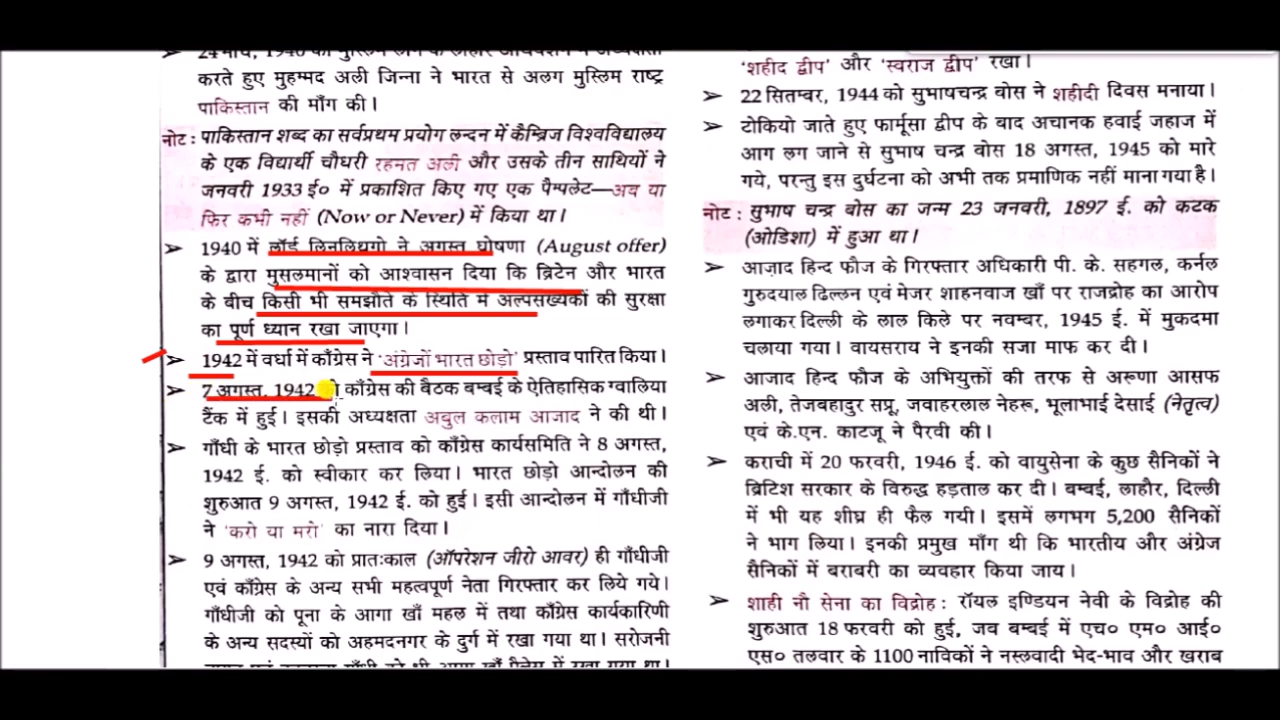 करते हुए मुहम्मद अली जिन्ना ने भारत से अलग मुस्लिम राष्ट्र
पाकिस्तान की माँग की।
नोट : पाकिस्तान शब्द का सर्वप्रथम प्रयोग लन्दन में कैम्ब्रिज विश्वविद्यालय
के एक विद्यार्थी चौधरी रहमत अली और उसके तीन साथियों ने
जनवरी 1933 ई० में प्रकाशित किए गए एक पैम्पलेट—अब या
फिर कभी नहीं (Now or Never) में किया था।
➤ 1940 में लॉर्ड लिनलिथगो ने अगस्त घोषणा (August offer)
के द्वारा मुसलमानों को आश्वासन दिया कि ब्रिटेन और भारत
के बीच किसी भी समझौते के स्थिति में अल्पसंख्यकों की सुरक्षा
का पूर्ण ध्यान रखा जाएगा।
➤ 1942 में वर्धा में काँग्रेस ने 'अंग्रेजों भारत छोड़ो' प्रस्ताव पारित किया।
➤ 7 अगस्त, 1942 को काँग्रेस की बैठक बम्बई के ऐतिहासिक ग्वालिया
टैंक में हुई। इसकी अध्यक्षता अबुल कलाम आजाद ने की थी।
➤ गाँधी के भारत छोड़ो प्रस्ताव को काँग्रेस कार्यसमिति ने 8 अगस्त,
1942 ई. को स्वीकार कर लिया। भारत छोड़ो आन्दोलन की
शुरुआत 9 अगस्त, 1942 ई. को हुई। इसी आन्दोलन में गाँधीजी
ने 'करो या मरो' का नारा दिया।
➤ 9 अगस्त, 1942 को प्रातःकाल (ऑपरेशन जीरो आवर) ही गाँधीजी
एवं काँग्रेस के अन्य सभी महत्वपूर्ण नेता गिरफ्तार कर लिये गये।
गाँधीजी को पूना के आगा खाँ महल में तथा काँग्रेस कार्यकारिणी
के अन्य सदस्यों को अहमदनगर के दुर्ग में रखा गया था। सरोजनी
'शहीद द्वीप' और 'स्वराज द्वीप' रखा।
➤ 22 सितम्बर, 1944 को सुभाषचन्द्र बोस ने शहीदी दिवस मनाया।
➤ टोकियो जाते हुए फार्मूसा द्वीप के बाद अचानक हवाई जहाज में
आग लग जाने से सुभाष चन्द्र बोस 18 अगस्त, 1945 को मारे
गये, परन्तु इस दुर्घटना को अभी तक प्रमाणिक नहीं माना गया है।
नोट : सुभाष चन्द्र बोस का जन्म 23 जनवरी, 1897 ई. को कटक
(ओडिशा) में हुआ था।
➤ आज़ाद हिन्द फौज के गिरफ्तार अधिकारी पी. के. सहगल, कर्नल
गुरुदयाल ढिल्लन एवं मेजर शाहनवाज खाँ पर राजद्रोह का आरोप
लगाकर दिल्ली के लाल किले पर नवम्बर, 1945 ई. में मुकदमा
चलाया गया। वायसराय ने इनकी सजा माफ कर दी।
➤ आजाद हिन्द फौज के अभियुक्तों की तरफ से अरूणा आसफ
अली, तेजबहादुर सप्रू, जवाहरलाल नेहरू, भूलाभाई देसाई (नेतृत्व)
एवं के.एन. काटजू ने पैरवी की।
➤ कराची में 20 फरवरी, 1946 ई. को वायुसेना के कुछ सैनिकों ने
ब्रिटिश सरकार के विरुद्ध हड़ताल कर दी। बम्बई, लाहौर, दिल्ली
में भी यह शीघ्र ही फैल गयी। इसमें लगभग 5,200 सैनिकों
ने भाग लिया। इनकी प्रमुख माँग थी कि भारतीय और अंग्रेज
सैनिकों में बराबरी का व्यवहार किया जाय।
➤ शाही नौ सेना का विद्रोह : रॉयल इण्डियन नेवी के विद्रोह की
शुरुआत 18 फरवरी को हुई, जब बम्बई में एच० एम० आई०
एस० तलवार के 1100 नाविकों ने नस्लवादी भेद-भाव और खराब